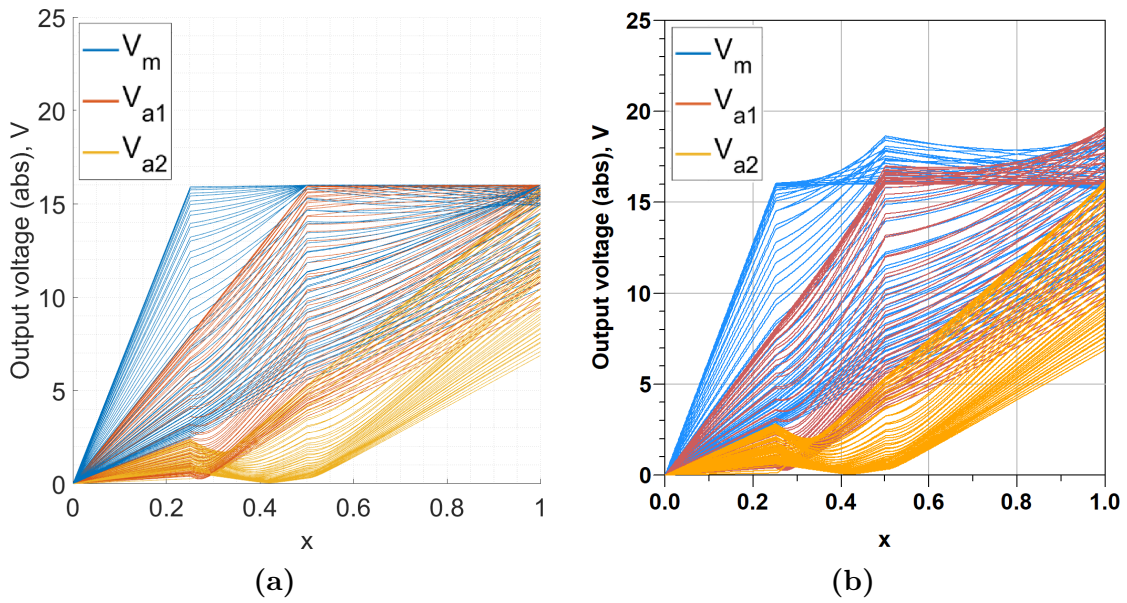 Output voltage (abs), V
25
20
15
10
5
0
V_m
V_a1
V_a2
0 0.2 0.4 0.6 0.8 1
x
(a)
Output voltage (abs), V
25
20
15
10
5
0
V_m
V_a1
V_a2
0.0 0.2 0.4 0.6 0.8 1.0
x
(b)